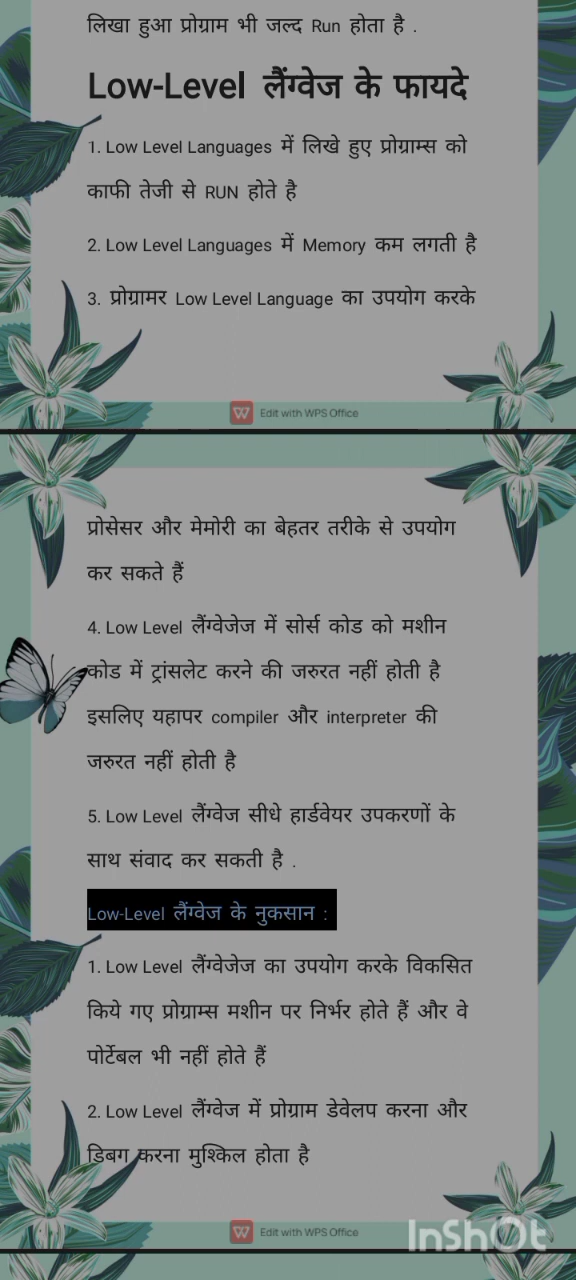 लिखा हुआ प्रोग्राम भी जल्द Run होता है .
Low-Level लैंग्वेज के फायदे
1. Low Level Languages में लिखे हुए प्रोग्राम्स को
काफी तेजी से RUN होते है
2. Low Level Languages में Memory कम लगती है
3. प्रोग्रामर Low Level Language का उपयोग करके
Edit with WPS Office
प्रोसेसर और मेमोरी का बेहतर तरीके से उपयोग
कर सकते हैं
4. Low Level लैंग्वेजेज में सोर्स कोड को मशीन
कोड में ट्रांसलेट करने की जरुरत नहीं होती है
इसलिए यहापर compiler और interpreter की
जरुरत नहीं होती है
5. Low Level लैंग्वेज सीधे हार्डवेयर उपकरणों के
साथ संवाद कर सकती है .
Low-Level लैंग्वेज के नुकसान :
1. Low Level लैंग्वेजेज का उपयोग करके विकसित
किये गए प्रोग्राम्स मशीन पर निर्भर होते हैं और वे
पोर्टेबल भी नहीं होते हैं
2. Low Level लैंग्वेज में प्रोग्राम डेवेलप करना और
डिबग करना मुश्किल होता है
Edit with WPS Office
InShOt